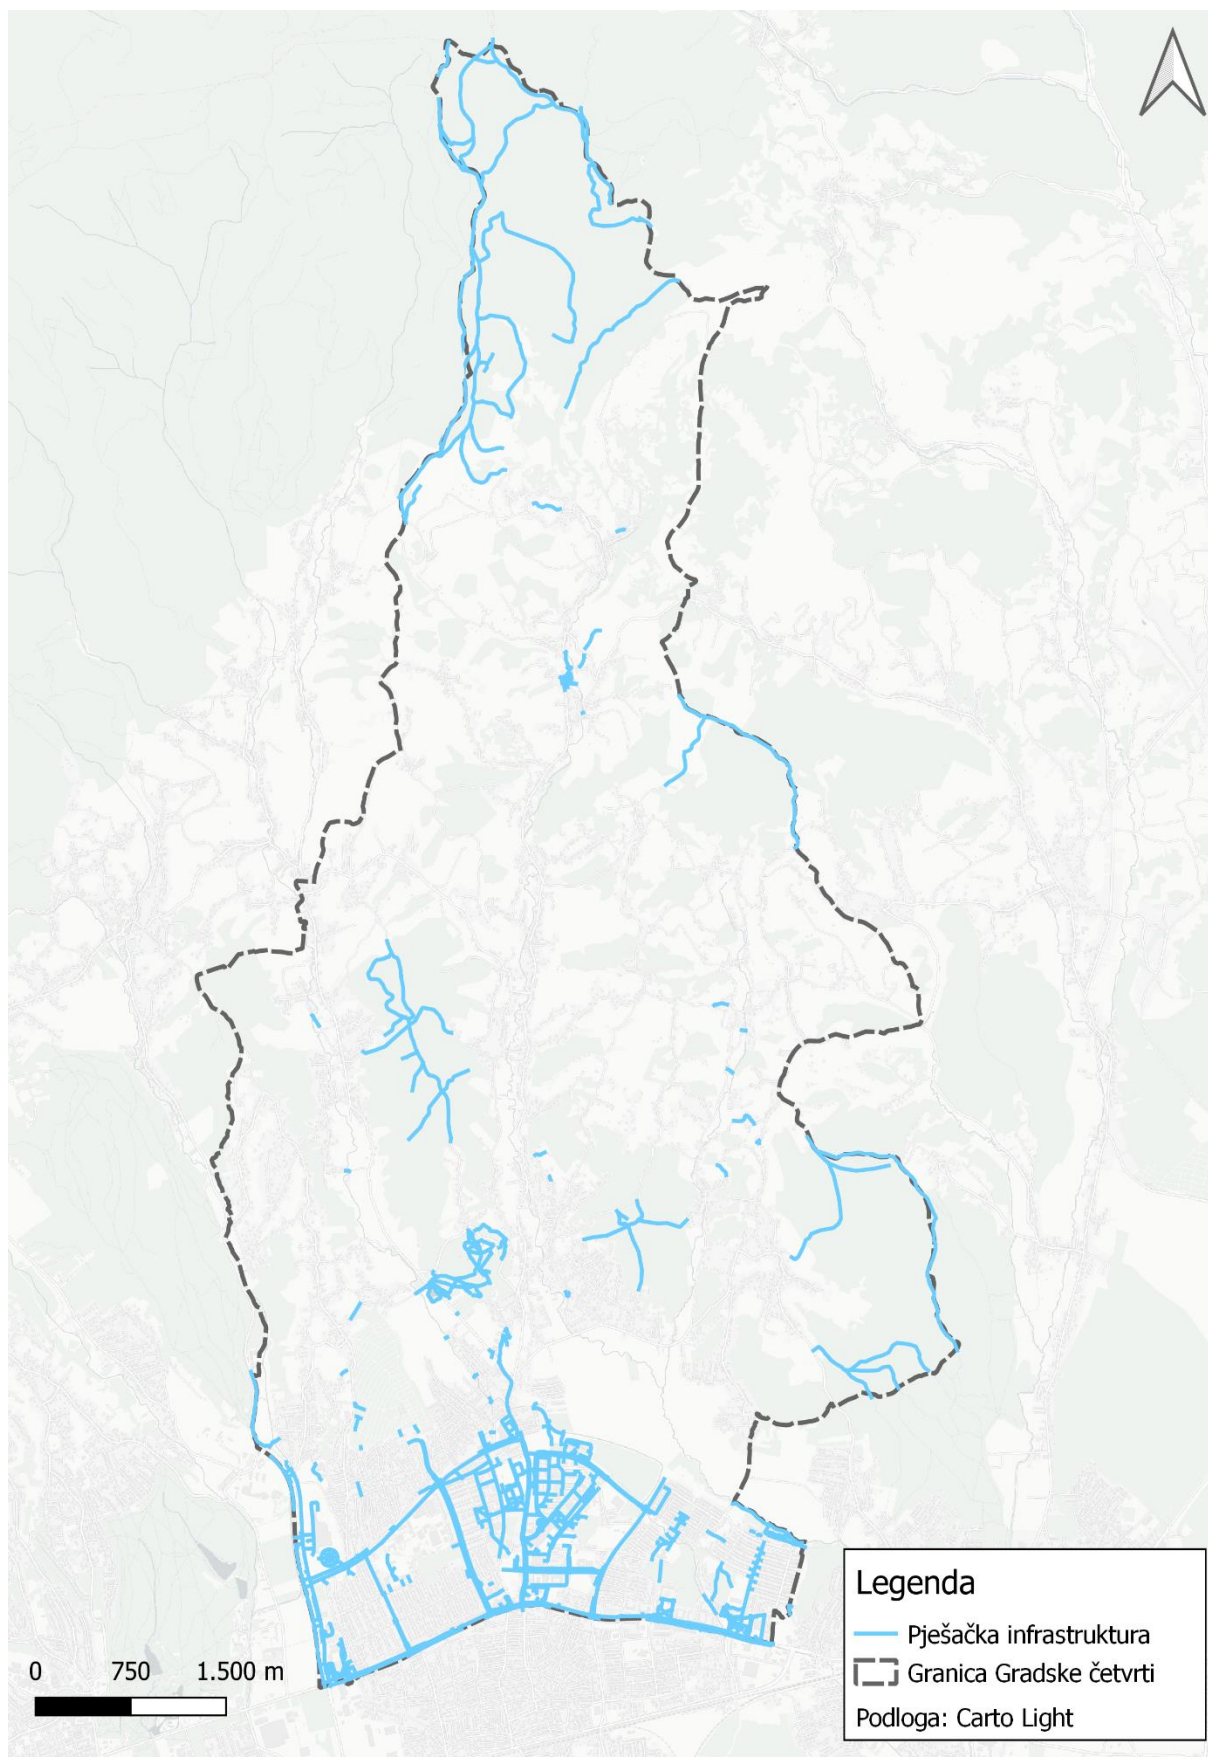 0 750 1.500 m
Legenda
Pješačka infrastruktura
Granica Gradske četvrti
Podloga: Carto Light